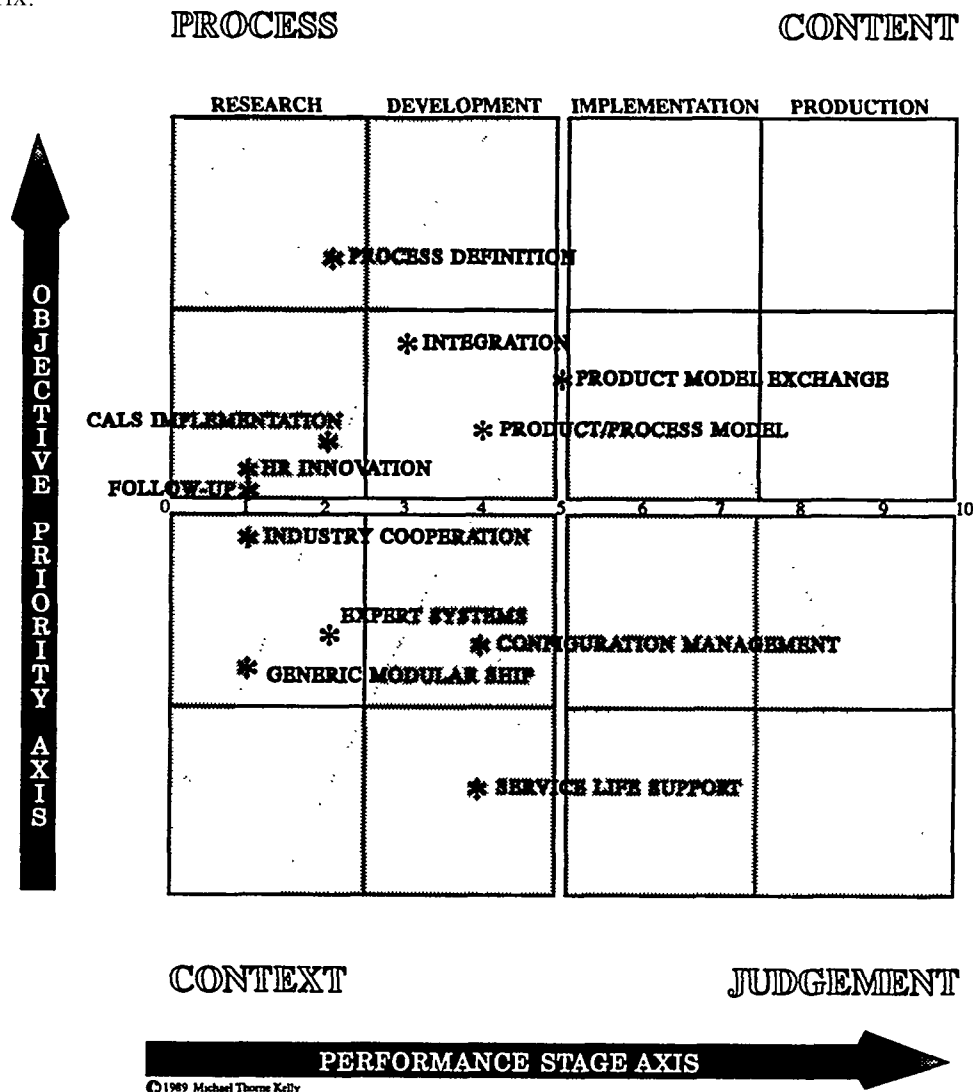 PROCESS CONTENT
RESEARCH DEVELOPMENT IMPLEMENTATION PRODUCTION
OBJECTIVE PRIORITY AXIS
* PROCESS DEFINITION
* INTEGRATION
* PRODUCT MODEL EXCHANGE
CALS IMPLEMENTATION
*
* PRODUCT/PROCESS MODEL
* HR INNOVATION
FOLLOW-UP *
0 1 2 3 4 5 6 7 8 9 10
* INDUSTRY COOPERATION
EXPERT SYSTEMS
*
* CONFIGURATION MANAGEMENT
* GENERIC MODULAR SHIP
* SERVICE LIFE SUPPORT
CONTEXT JUDGEMENT
PERFORMANCE STAGE AXIS
©1989 Michael Thorne Kelly